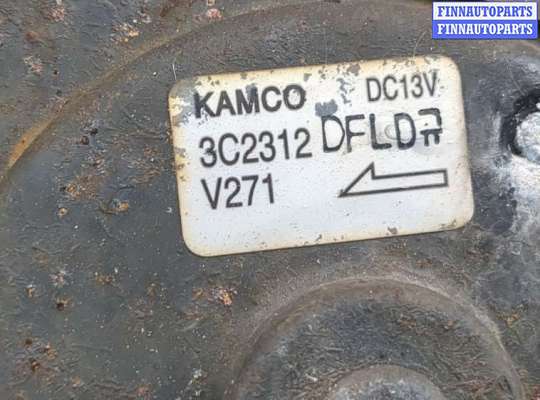 FINNAUTOPARTS
FINNAUTOPARTS
KAMCO DC13V
3C2312 DFLD
V271